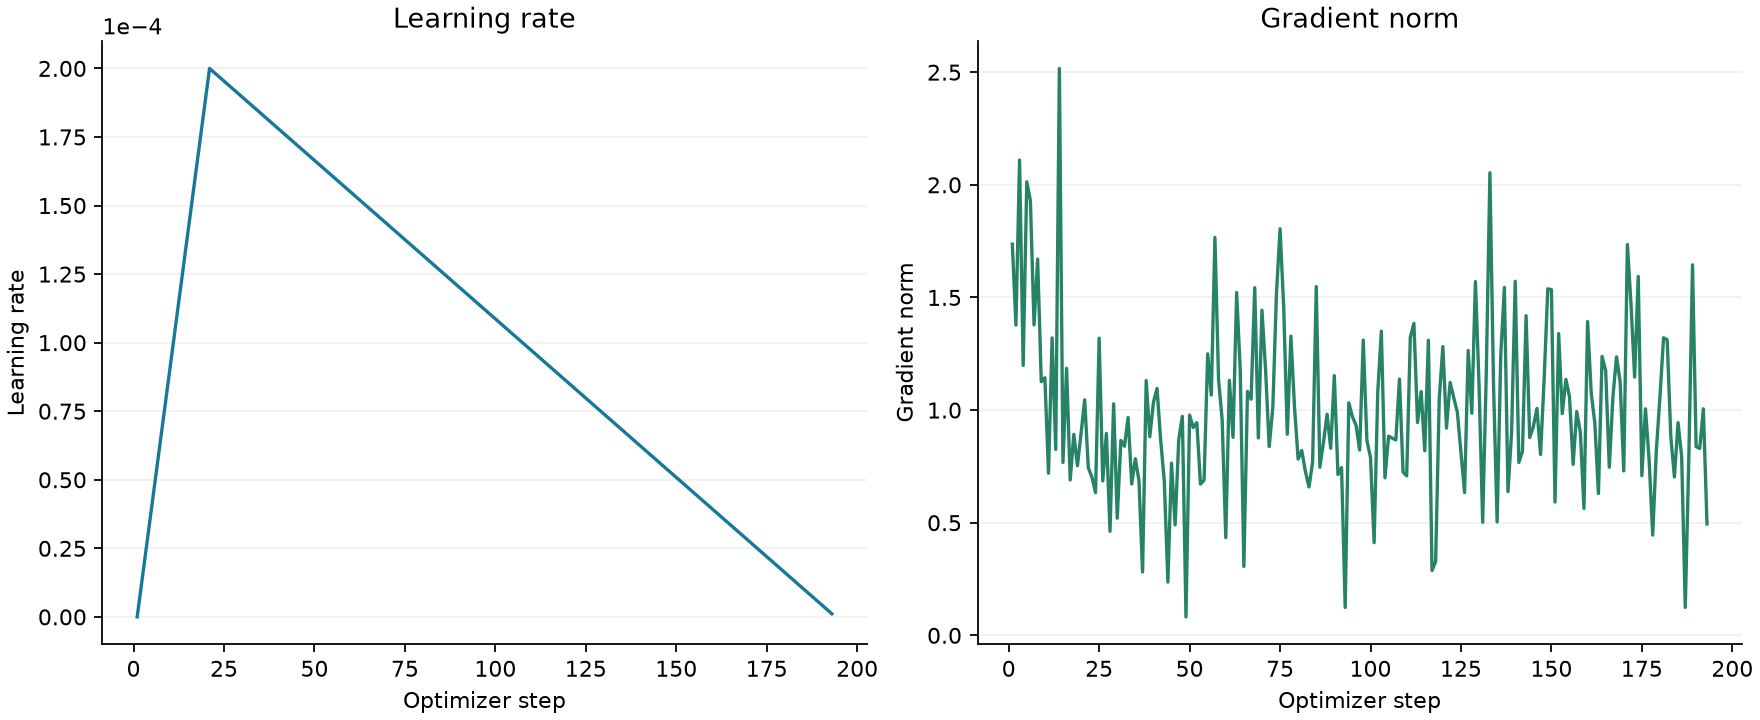 Learning rate
1e−4
2.00
1.75
1.50
1.25
1.00
0.75
0.50
0.25
0.00
Learning rate
0 25 50 75 100 125 150 175 200
Optimizer step
Gradient norm
2.5
2.0
1.5
1.0
0.5
0.0
Gradient norm
0 25 50 75 100 125 150 175 200
Optimizer step